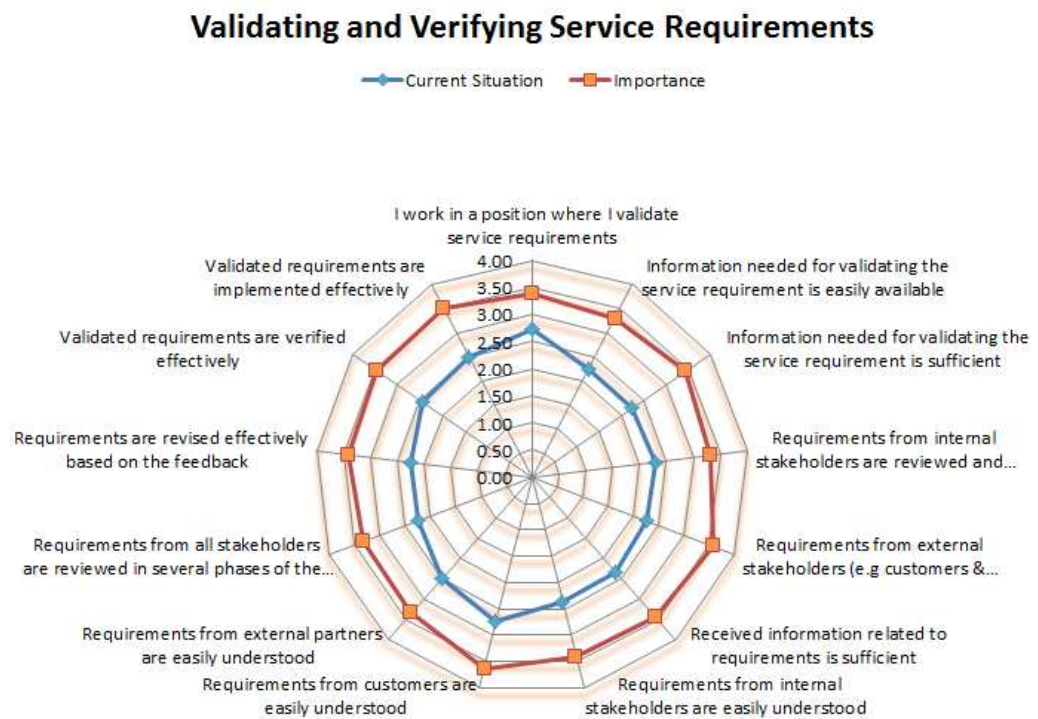 Validating and Verifying Service Requirements
Current Situation
Importance
I work in a position where I validate
service requirements
Information needed for validating the
service requirement is easily available
Information needed for validating the
service requirement is sufficient
Requirements from internal
stakeholders are reviewed and...
Requirements from external
stakeholders (e.g customers &...
Received information related to
requirements is sufficient
Requirements from internal
stakeholders are easily understood
Requirements from customers are
easily understood
Requirements from external partners
are easily understood
Requirements from all stakeholders
are reviewed in several phases of the...
Requirements are revised effectively
based on the feedback
Validated requirements are verified
effectively
Validated requirements are
implemented effectively
4.00
3.50
3.00
2.50
2.00
1.50
1.00
0.50
0.00